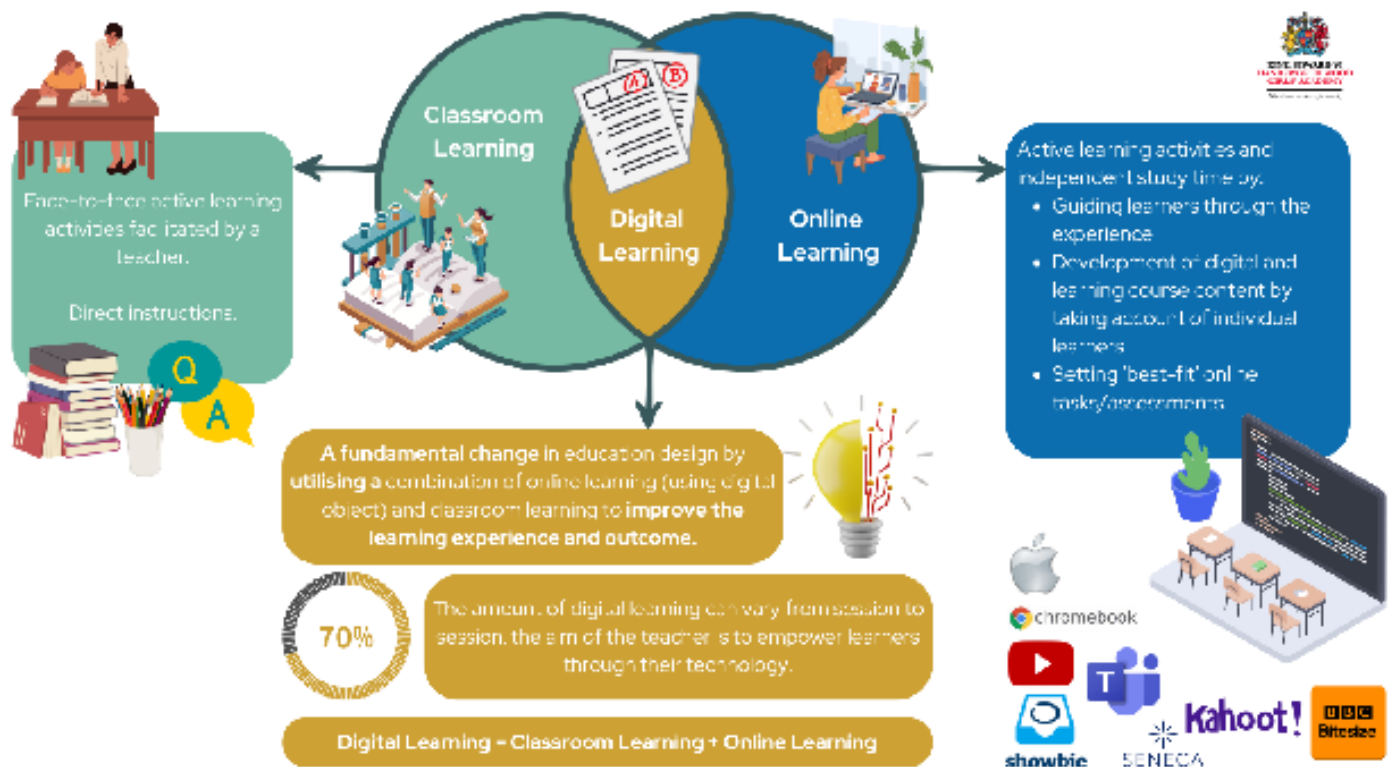 Classroom
Learning
Digital
Learning
Online
Learning
A
B
Face-to-face active learning
activities facilitated by a
teacher.
Direct instructions.
Q
A
Active learning activities and
independent study time by:
• Guiding learners through the
experience
• Development of digital and
learning course content by
taking account of individual
learners
• Setting 'best-fit' online
tasks/assessments
A fundamental change in education design by
utilising a combination of online learning (using digital
object) and classroom learning to improve the
learning experience and outcome.
70%
The amount of digital learning can vary from session to
session, the aim of the teacher is to empower learners
through their technology.
Digital Learning = Classroom Learning + Online Learning
chromebook
T
showbie
SENECA
Kahoot!
BBC
Bitesize